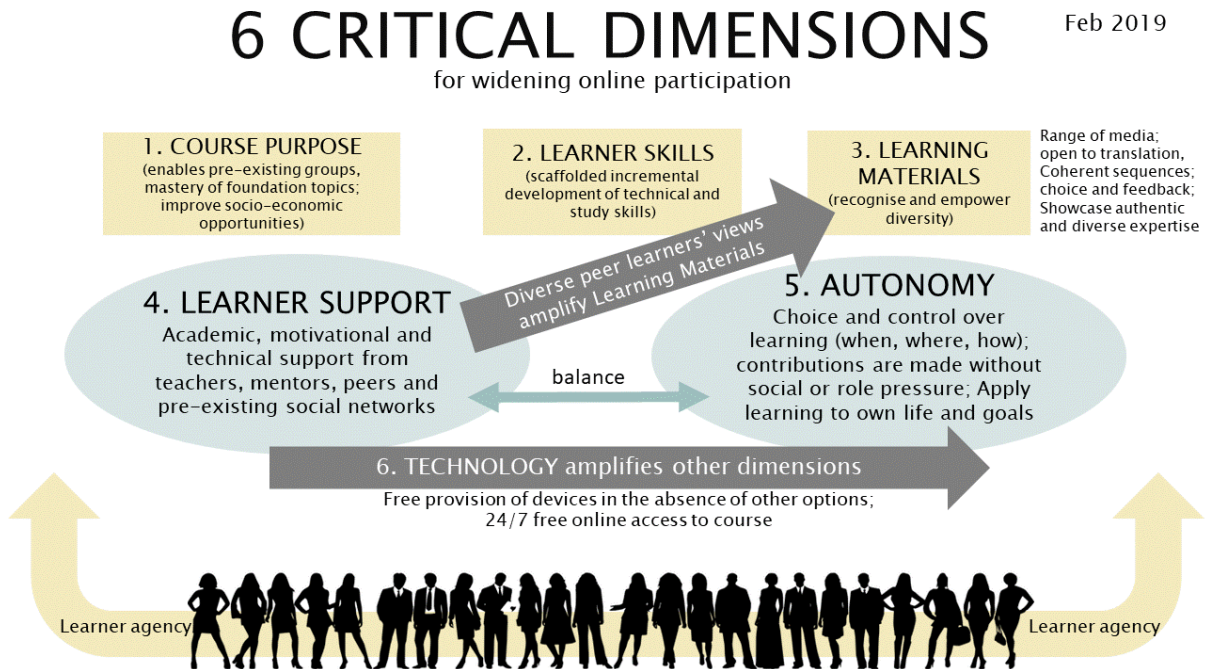 6 CRITICAL DIMENSIONS
Feb 2019
for widening online participation
1. COURSE PURPOSE
(enables pre-existing groups,
mastery of foundation topics;
improve socio-economic
opportunities)
2. LEARNER SKILLS
(scaffolded incremental
development of technical and
study skills)
3. LEARNING
MATERIALS
(recognise and empower
diversity)
Range of media;
open to translation,
Coherent sequences;
choice and feedback;
Showcase authentic
and diverse expertise
Diverse peer learners' views
amplify Learning Materials
4. LEARNER SUPPORT
Academic, motivational and
technical support from
teachers, mentors, peers and
pre-existing social networks
balance
5. AUTONOMY
Choice and control over
learning (when, where, how);
contributions are made without
social or role pressure; Apply
learning to own life and goals
6. TECHNOLOGY amplifies other dimensions
Free provision of devices in the absence of other options;
24/7 free online access to course
Learner agency
Learner agency